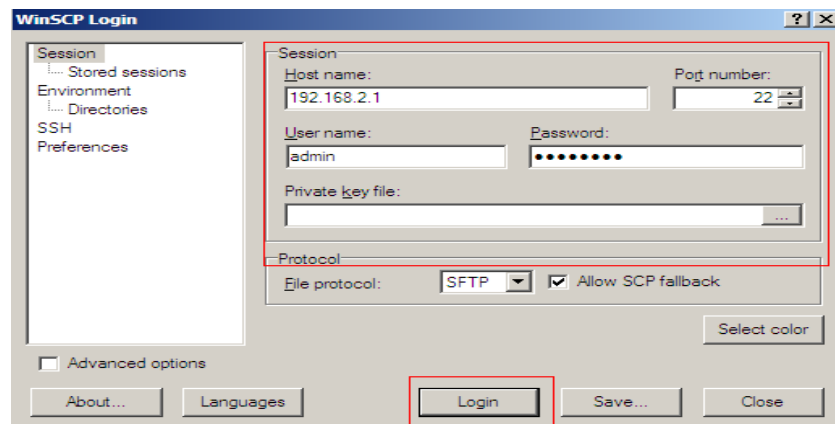 WinSCP Login
Session
Stored sessions
Environment
Directories
SSH
Preferences
Session
Host name:
Port number:
192.168.2.1
22
User name:
Password:
admin
●●●●●●●●
Private key file:
...
Protocol
File protocol:
SFTP
Allow SCP fallback
Select color
Advanced options
About...
Languages
Login
Save...
Close